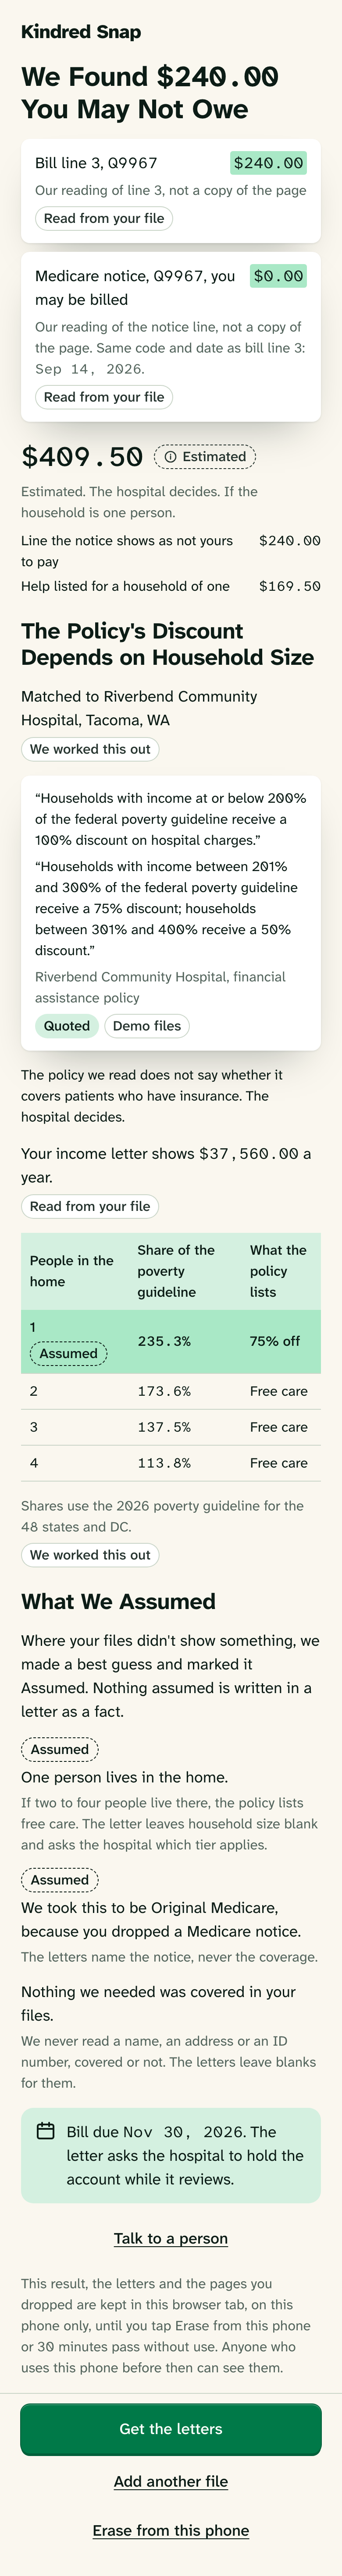 Kindred Snap
We Found $240.00
You May Not Owe
Bill line 3, Q9967 $240.00
Our reading of line 3, not a copy of the page
Read from your file
Medicare notice, Q9967, you $0.00
may be billed
Our reading of the notice line, not a copy of
the page. Same code and date as bill line 3:
Sep 14, 2026.
Read from your file
$409.50 Estimated
Estimated. The hospital decides. If the
household is one person.
Line the notice shows as not yours $240.00
to pay
Help listed for a household of one $169.50
The Policy's Discount
Depends on Household Size
Matched to Riverbend Community
Hospital, Tacoma, WA
We worked this out
“Households with income at or below 200%
of the federal poverty guideline receive a
100% discount on hospital charges.”
“Households with income between 201%
and 300% of the federal poverty guideline
receive a 75% discount; households
between 301% and 400% receive a 50%
discount.”
Riverbend Community Hospital, financial
assistance policy
Quoted Demo files
The policy we read does not say whether it
covers patients who have insurance. The
hospital decides.
Your income letter shows $37,560.00 a
year.
Read from your file
People in the home Share of the poverty guideline What the policy lists
1 Assumed 235.3% 75% off
2 173.6% Free care
3 137.5% Free care
4 113.8% Free care
Shares use the 2026 poverty guideline for the
48 states and DC.
We worked this out
What We Assumed
Where your files didn't show something, we
made a best guess and marked it
Assumed. Nothing assumed is written in a
letter as a fact.
Assumed
One person lives in the home.
If two to four people live there, the policy lists
free care. The letter leaves household size blank
and asks the hospital which tier applies.
Assumed
We took this to be Original Medicare,
because you dropped a Medicare notice.
The letters name the notice, never the coverage.
Nothing we needed was covered in your
files.
We never read a name, an address or an ID
number, covered or not. The letters leave blanks
for them.
Bill due Nov 30, 2026. The
letter asks the hospital to hold the
account while it reviews.
Talk to a person
This result, the letters and the pages you
dropped are kept in this browser tab, on this
phone only, until you tap Erase from this phone
or 30 minutes pass without use. Anyone who
uses this phone before then can see them.
Get the letters
Add another file
Erase from this phone